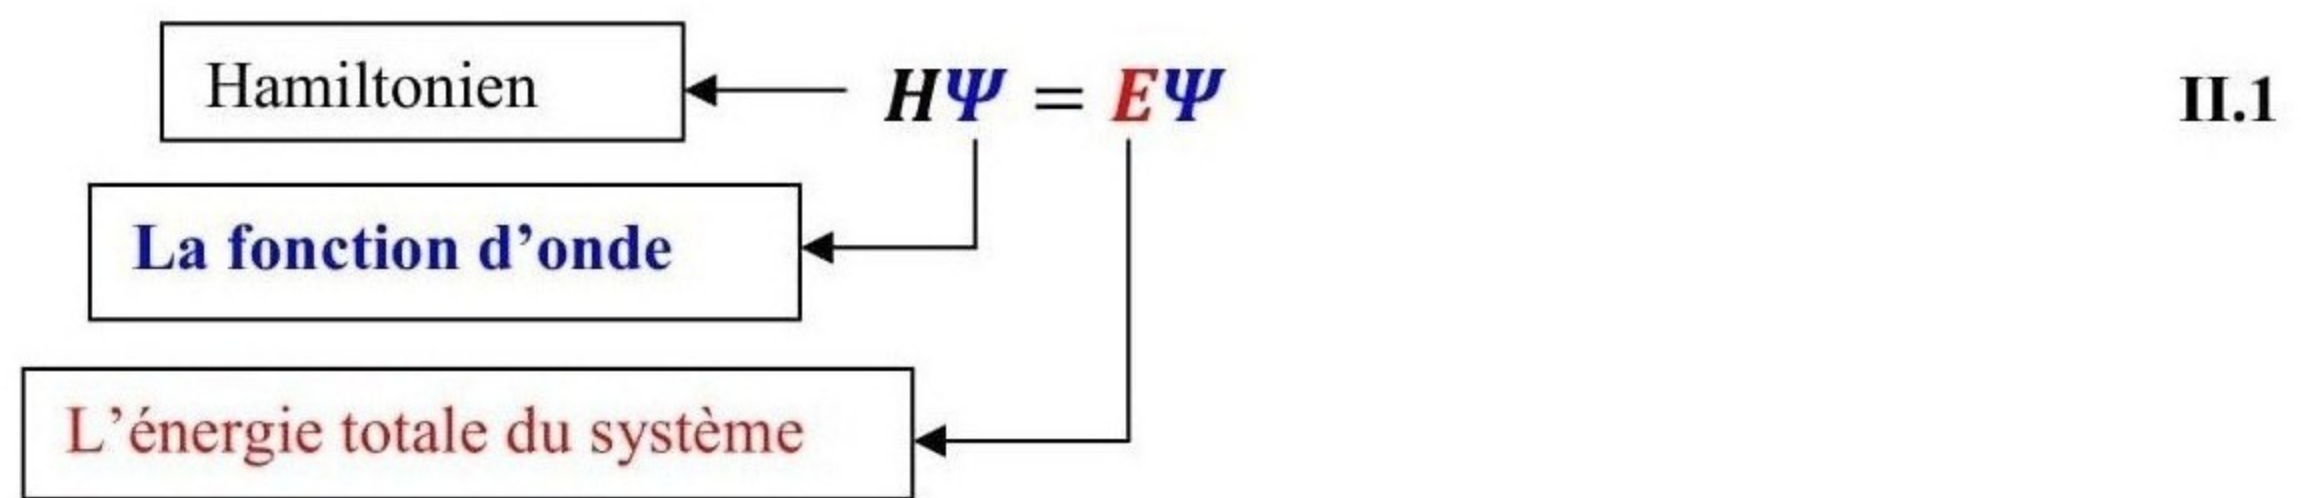 Hamiltonien
HΨ = EΨ
II.1
La fonction d’onde
L’énergie totale du système